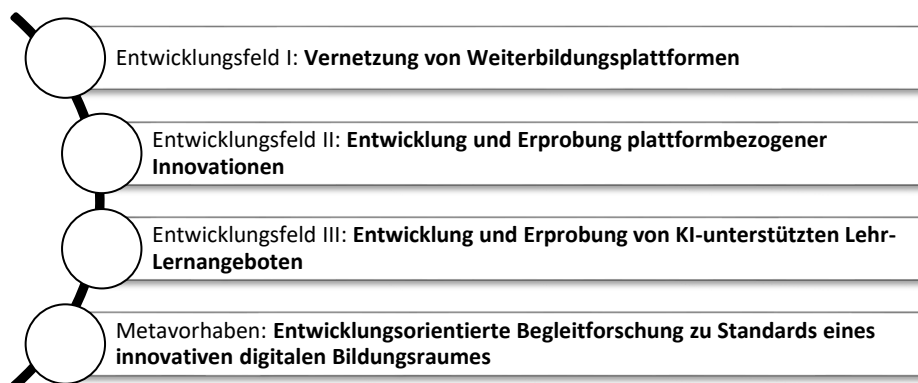 Entwicklungsfeld I: Vernetzung von Weiterbildungsplattformen
Entwicklungsfeld II: Entwicklung und Erprobung plattformbezogener
Innovationen
Entwicklungsfeld III: Entwicklung und Erprobung von KI-unterstützten Lehr-
Lernangeboten
Metavorhaben: Entwicklungsorientierte Begleitforschung zu Standards eines
innovativen digitalen Bildungsraumes